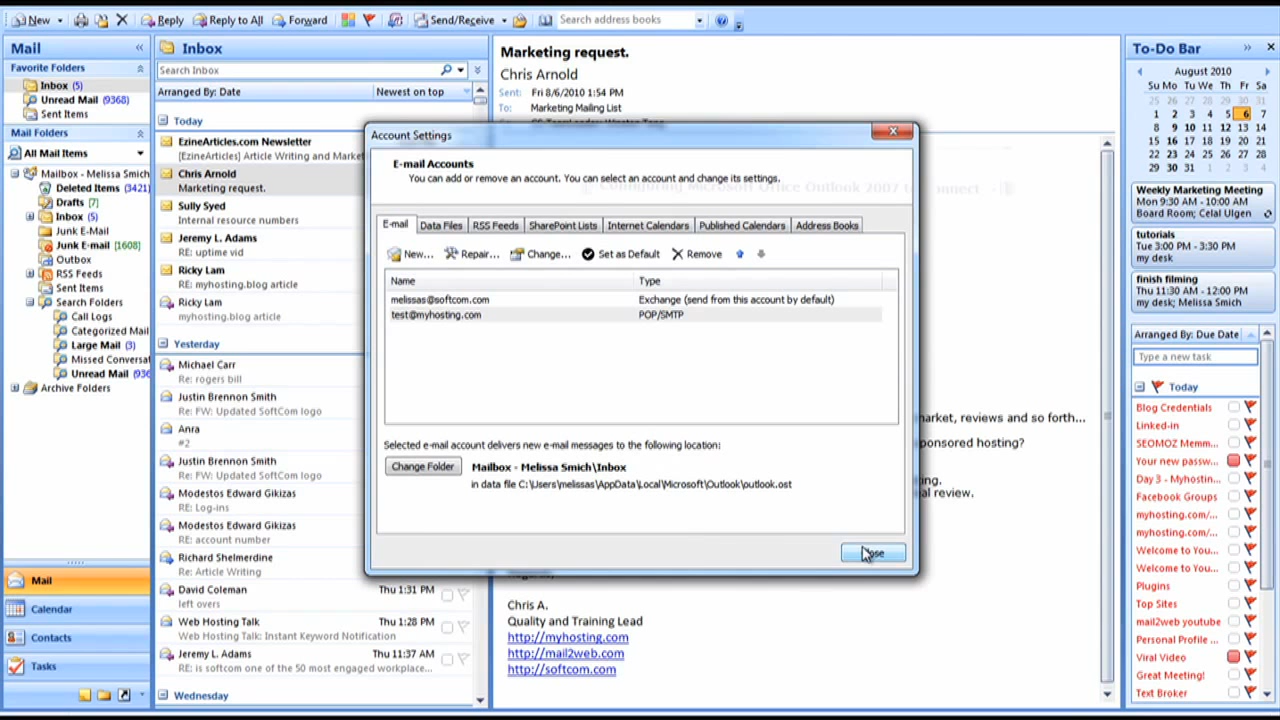 New
Reply
Reply to All
Forward
Send/Receive
Search address books
Mail
Favorite Folders
Inbox (5)
Unread Mail (9368)
Sent Items
Mail Folders
All Mail Items
Mailbox - Melissa Smich
Deleted Items (3421)
Drafts [7]
Inbox (5)
Junk E-Mail
Junk E-mail [1608]
Outbox
RSS Feeds
Sent Items
Search Folders
Call Logs
Categorized Mail
Large Mail (3)
Missed Conversat
Unread Mail (936
Archive Folders
Mail
Calendar
Contacts
Tasks
Inbox
Search Inbox
Arranged By: Date
Newest on top
Today
EzineArticles.com Newsletter
[EzineArticles] Article Writing and Market
Chris Arnold
Marketing request.
Sully Syed
Internal resource numbers
Jeremy L. Adams
RE: uptime vid
Ricky Lam
RE: myhosting.blog article
Ricky Lam
myhosting.blog article
Yesterday
Michael Carr
Re: rogers bill
Justin Brennon Smith
Re: FW: Updated SoftCom logo
Anra
#2
Justin Brennon Smith
Re: FW: Updated SoftCom logo
Modestos Edward Gikizas
RE: Log-ins
Modestos Edward Gikizas
RE: account number
Richard Shelmerdine
Re: Article Writing
David Coleman Thu 1:31 PM
left overs
Web Hosting Talk Thu 1:28 PM
Web Hosting Talk: Instant Keyword Notification
Jeremy L. Adams Thu 11:37 AM
RE: is softcom one of the 50 most engaged workplace...
Wednesday
Marketing request.
Chris Arnold
Sent: Fri 8/6/2010 1:54 PM
To: Marketing Mailing List
Account Settings
E-mail Accounts
You can add or remove an account. You can select an account and change its settings.
E-mail
Data Files
RSS Feeds
SharePoint Lists
Internet Calendars
Published Calendars
Address Books
New...
Repair...
Change...
Set as Default
Remove
Name Type
melissas@softcom.com Exchange (send from this account by default)
test@myhosting.com POP/SMTP
Selected e-mail account delivers new e-mail messages to the following location:
Change Folder
Mailbox - Melissa Smich\Inbox
in data file C:\Users\melissas\AppData\Local\Microsoft\Outlook\outlook.ost
arket, reviews and so forth...
ponsored hosting?
ng.
al review.
Chris A.
Quality and Training Lead
http://myhosting.com
http://mail2web.com
http://softcom.com
To-Do Bar
August 2010
Su Mo Tu We Th Fr Sa
25 26 27 28 29 30 31
1 2 3 4 5 6 7
8 9 10 11 12 13 14
15 16 17 18 19 20 21
22 23 24 25 26 27 28
29 30 31 1 2 3 4
Weekly Marketing Meeting
Mon 9:30 AM - 10:00 AM
Board Room; Celal Ulgen
tutorials
Tue 3:00 PM - 3:30 PM
my desk
finish filming
Thu 11:30 AM - 12:00 PM
my desk; Melissa Smich
Arranged By: Due Date
Type a new task
Today
Blog Credentials
Linked-in
SEOMOZ Memm...
Your new passw...
Day 3 - Myhostin...
Facebook Groups
myhosting.com/...
myhosting.com/...
Welcome to You...
Welcome to You...
Plugins
Top Sites
mail2web youtube
Personal Profile ...
Viral Video
Great Meeting!
Text Broker